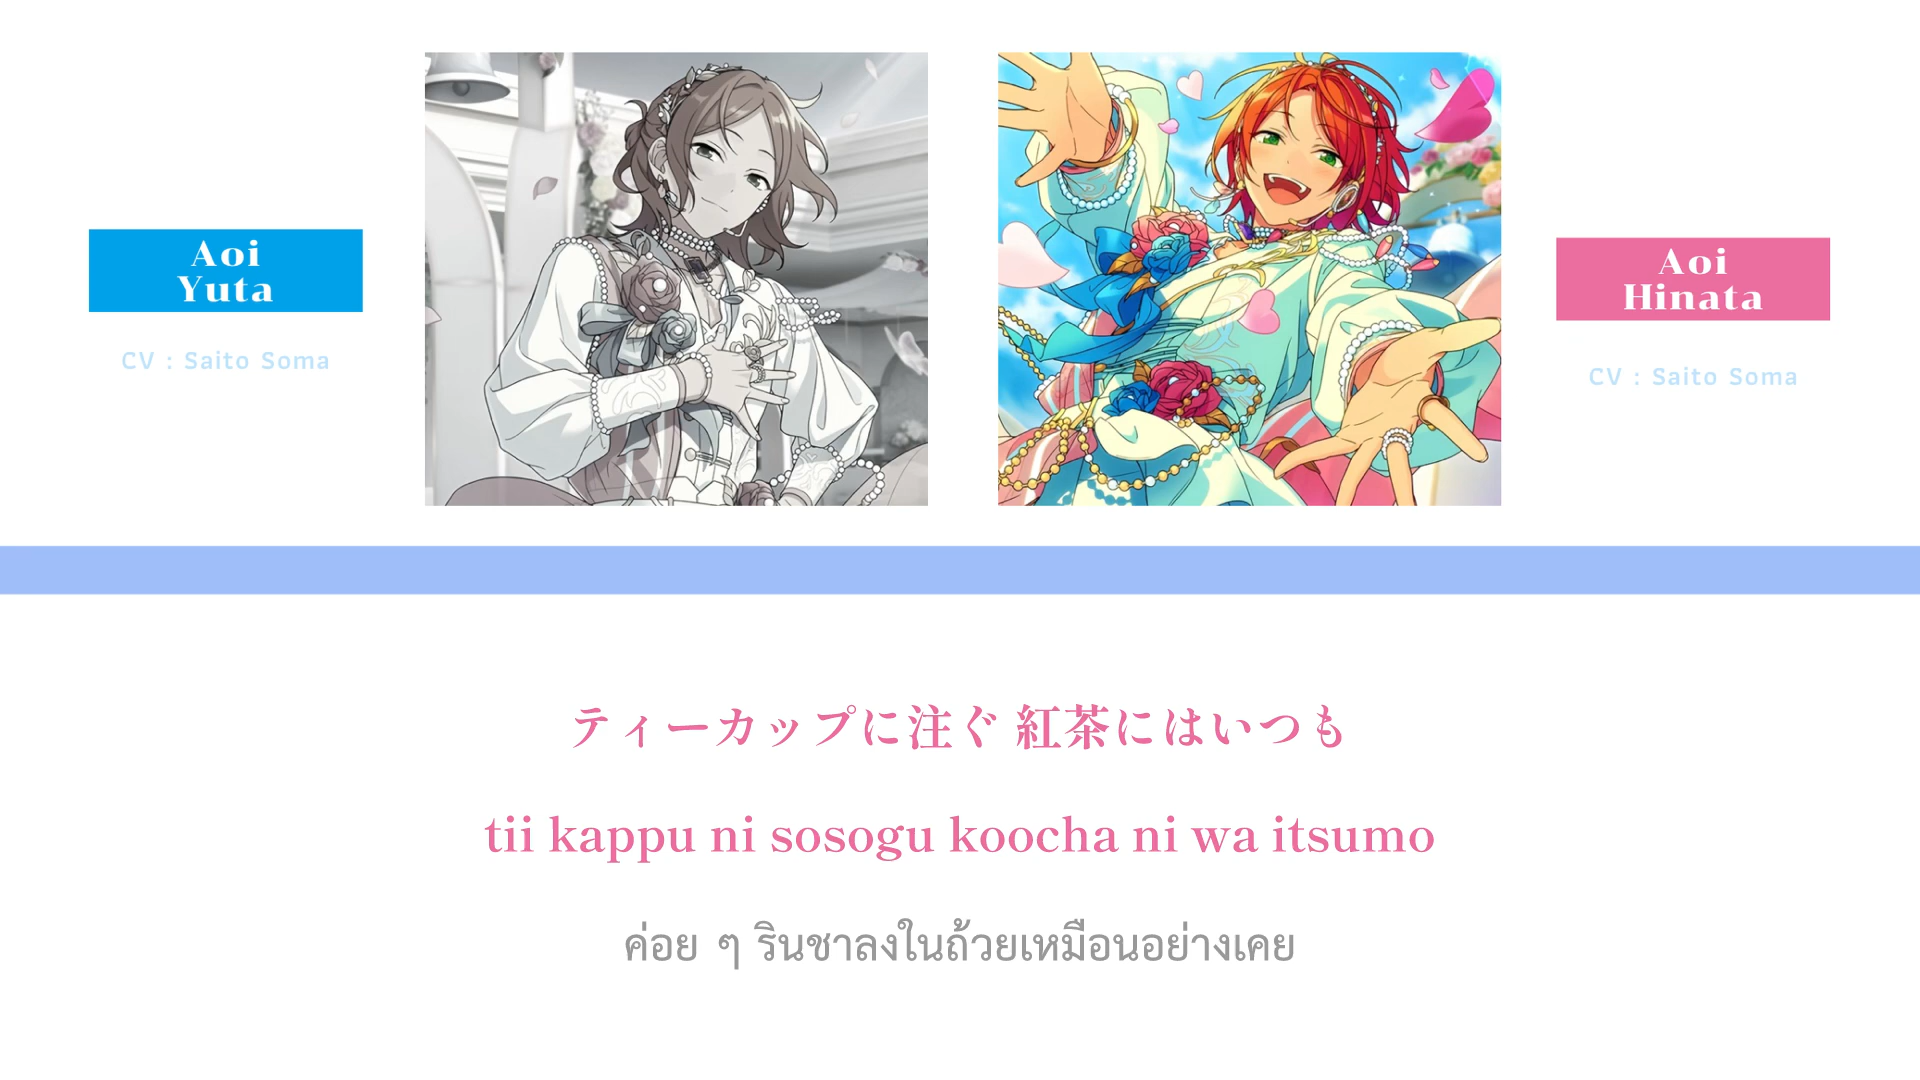 Aoi
Yuta
CV : Saito Soma
Aoi
Hinata
CV : Saito Soma
ティーカップに注ぐ 紅茶にはいつも
tii kappu ni sosogu koocha ni wa itsumo
ค่อย ๆ รินชาลงในถ้วยเหมือนอย่างเคย